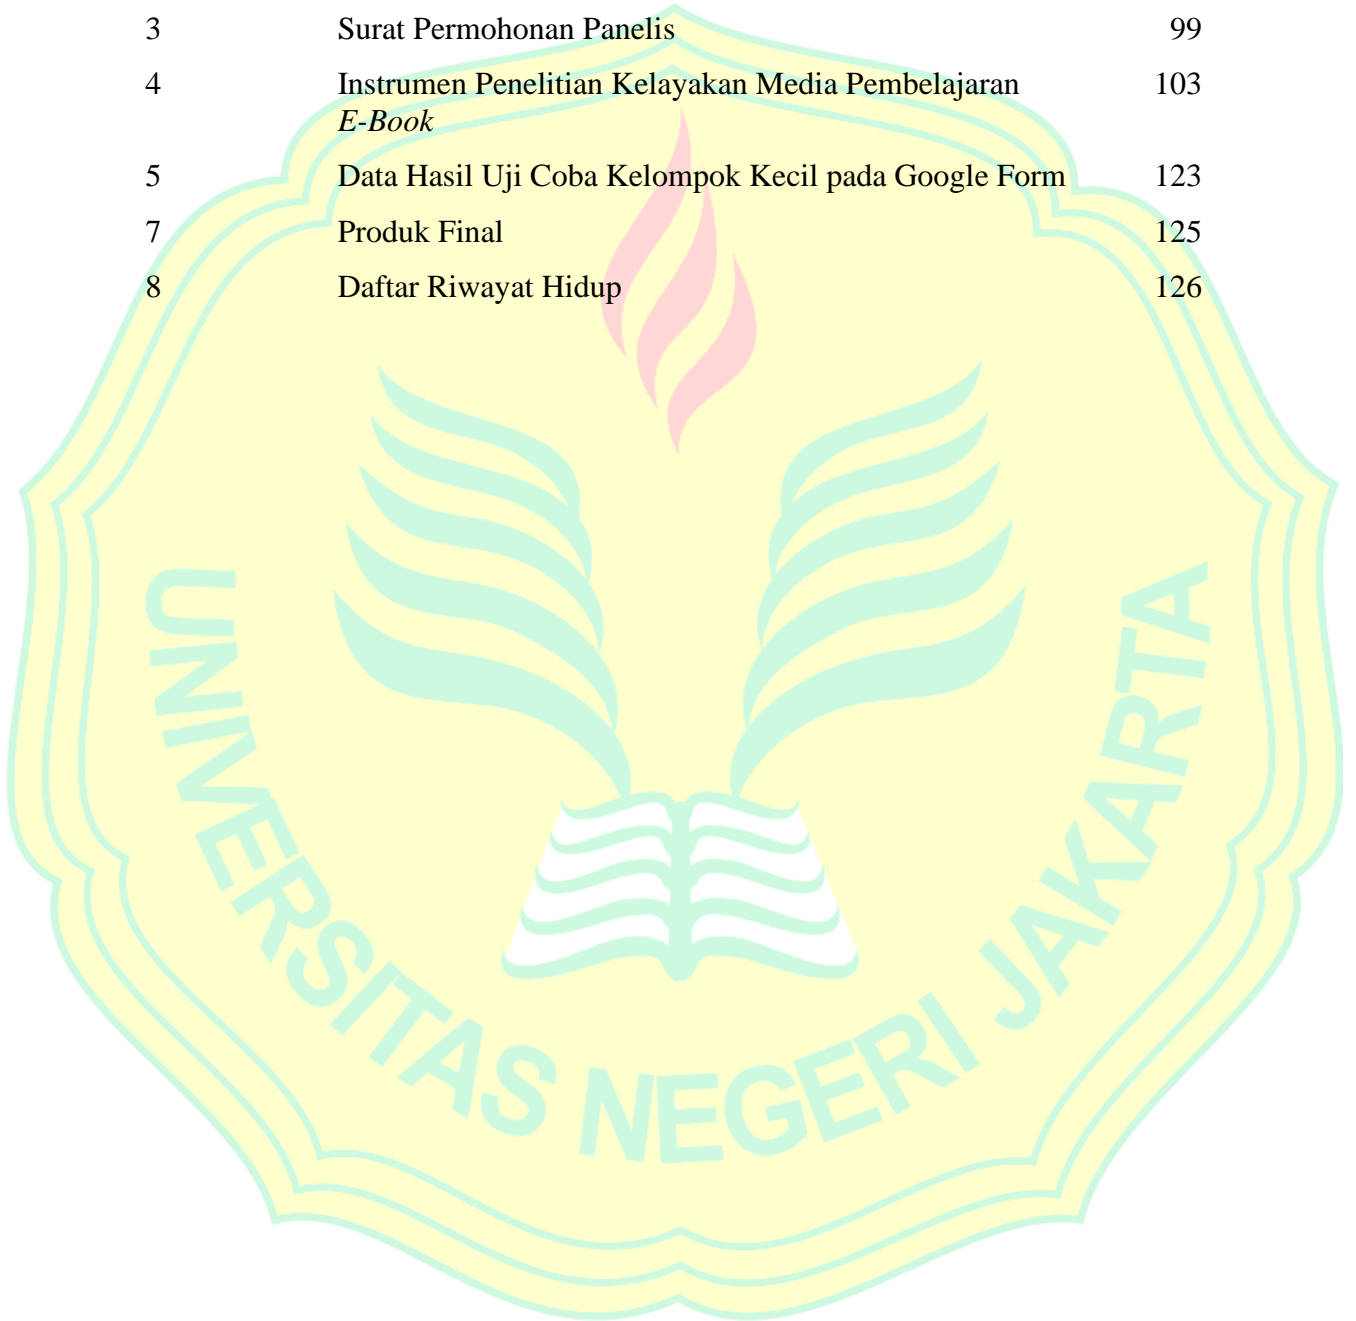 3 Surat Permohonan Panelis 99
4 Instrumen Penelitian Kelayakan Media Pembelajaran 103
E-Book
5 Data Hasil Uji Coba Kelompok Kecil pada Google Form 123
7 Produk Final 125
8 Daftar Riwayat Hidup 126
UNIVERSITAS NEGERI JAKARTA